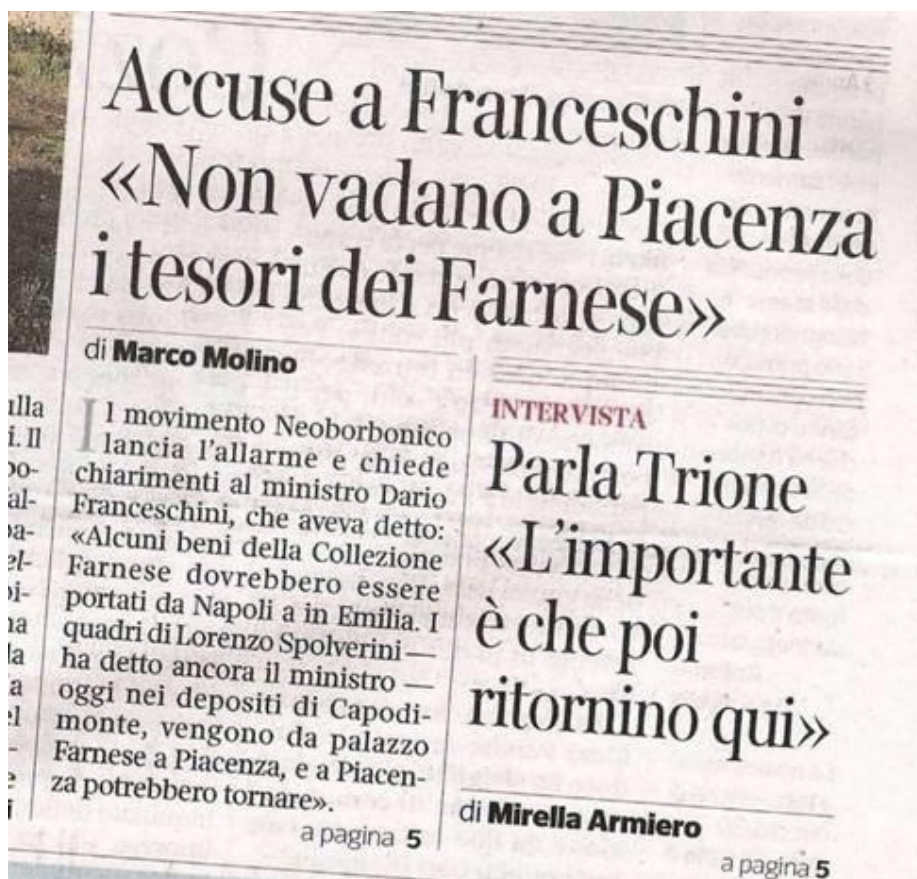 Accuse a Franceschini
«Non vadano a Piacenza
i tesori dei Farnese»
di Marco Molino
Il movimento Neoborbonico
lancia l'allarme e chiede
chiarimenti al ministro Dario
Franceschini, che aveva detto:
«Alcuni beni della Collezione
Farnese dovrebbero essere
portati da Napoli a in Emilia. I
quadri di Lorenzo Spolverini —
ha detto ancora il ministro —
oggi nei depositi di Capodi-
monte, vengono da palazzo
Farnese a Piacenza, e a Piacen-
za potrebbero tornare».
a pagina 5
INTERVISTA
Parla Trione
«L'importante
è che poi
ritornino qui»
di Mirella Armiero
a pagina 5